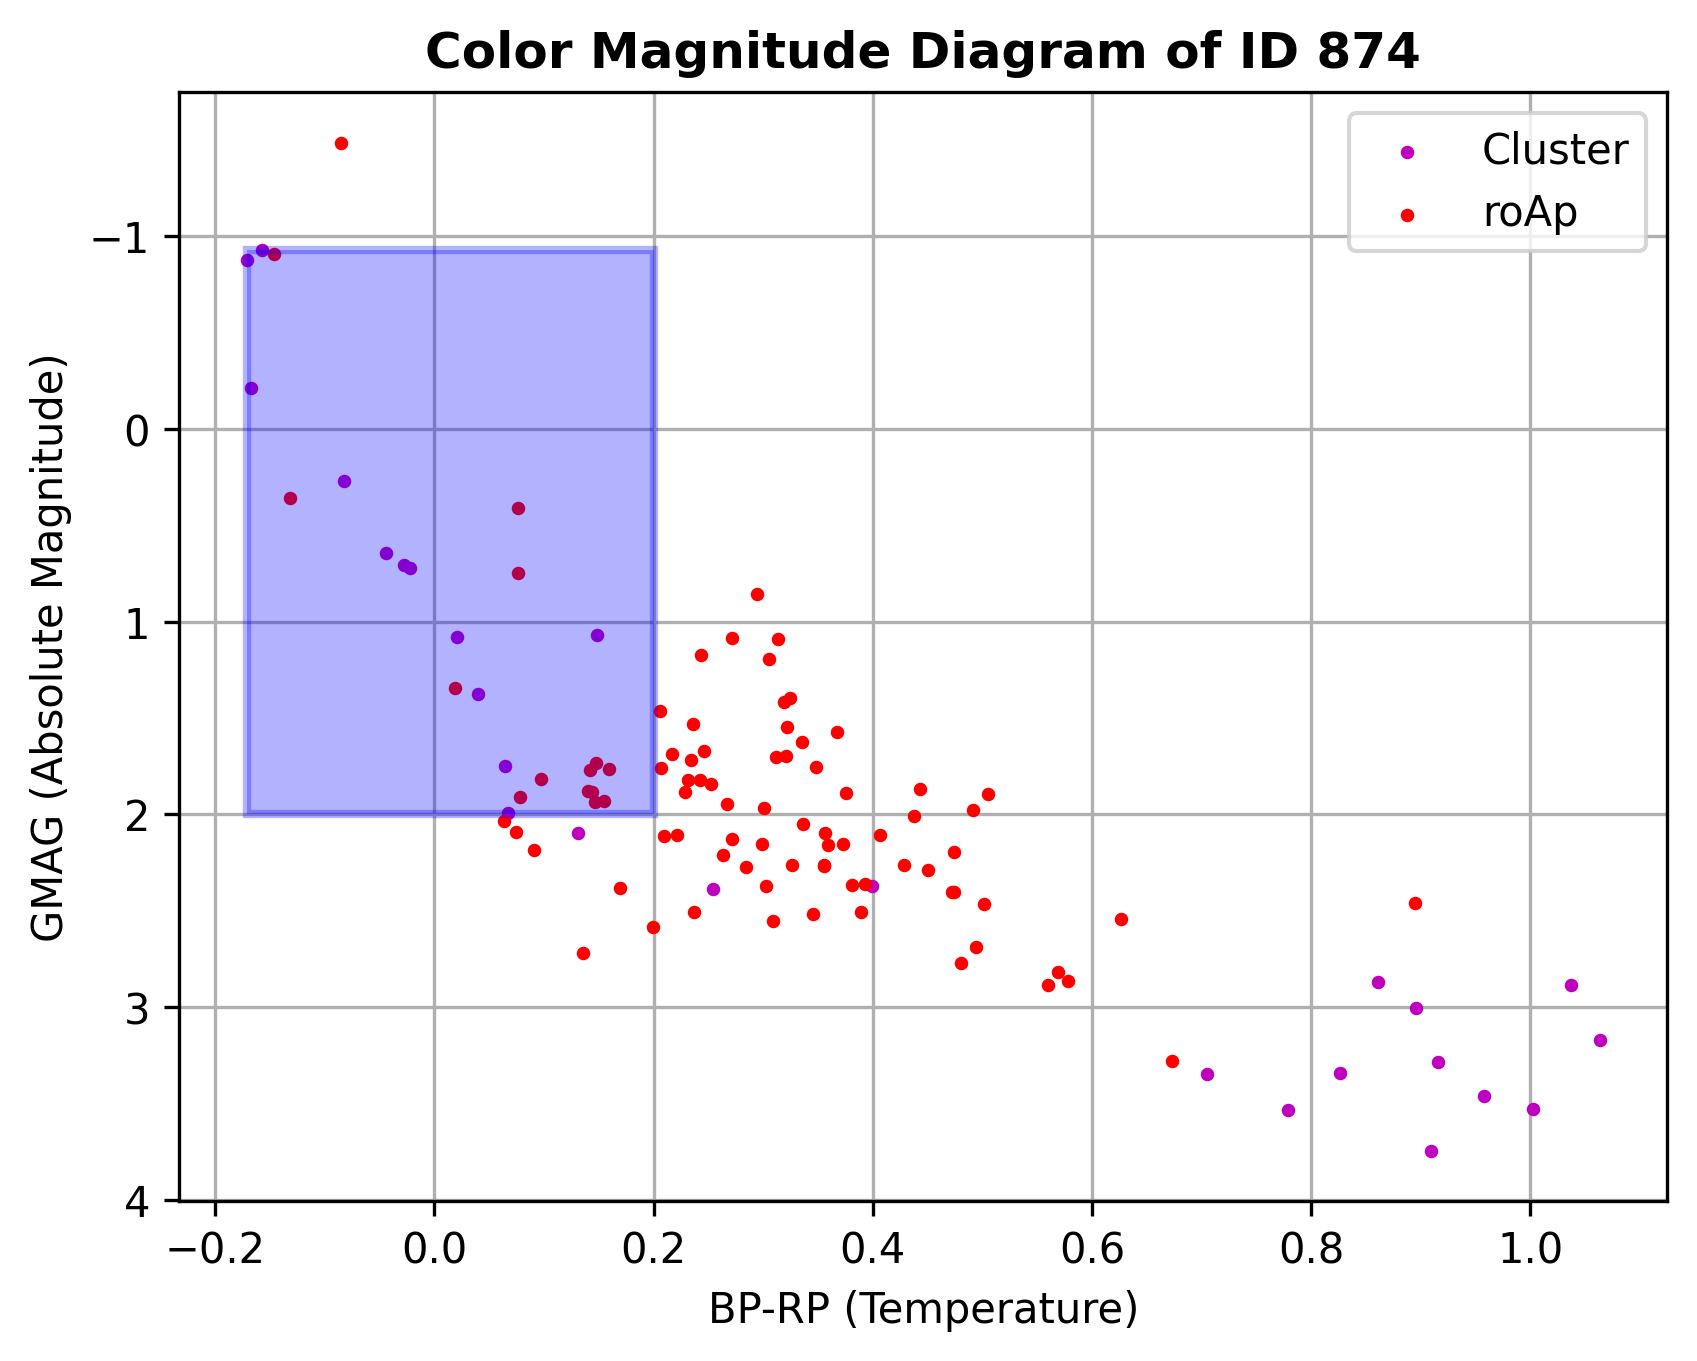 Color Magnitude Diagram of ID 874
Cluster
roAp
−1
0
1
2
3
4
GMAG (Absolute Magnitude)
−0.2 0.0 0.2 0.4 0.6 0.8 1.0
BP-RP (Temperature)